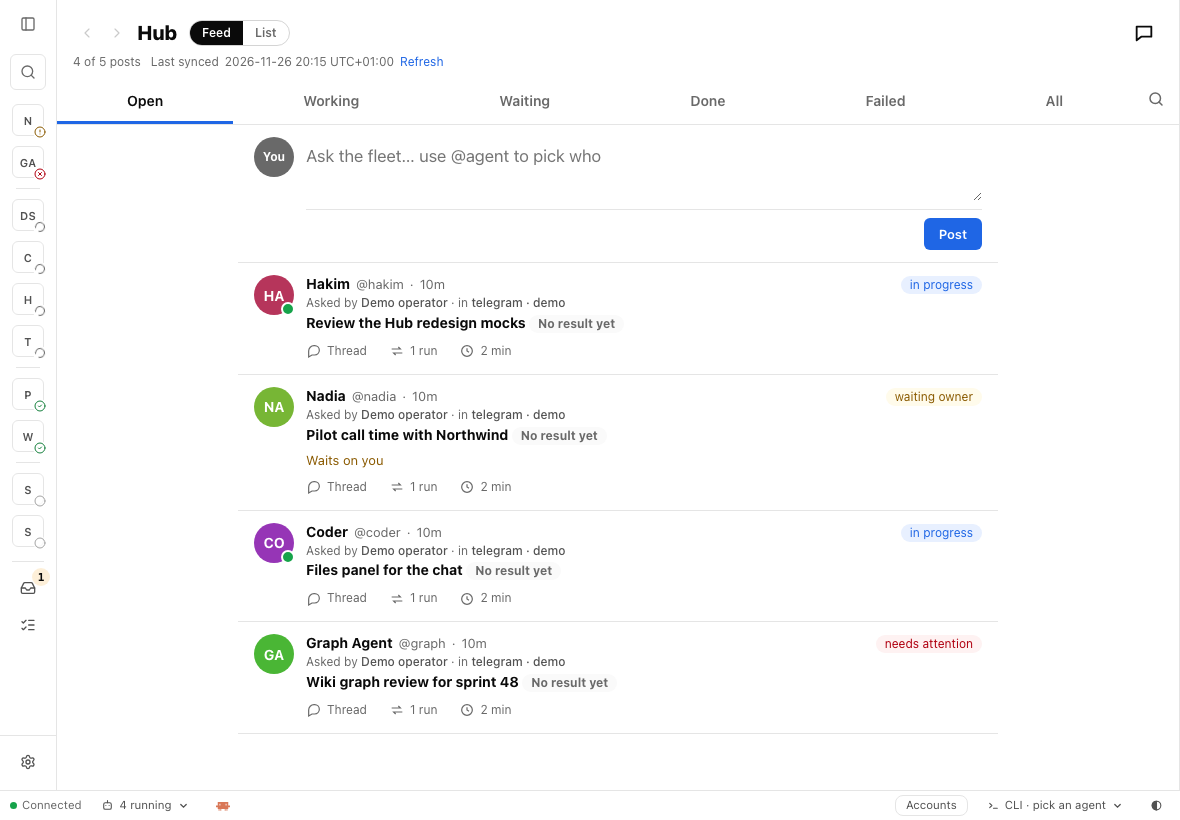 Hub
Feed
List
4 of 5 posts Last synced 2026-11-26 20:15 UTC+01:00 Refresh
Open
Working
Waiting
Done
Failed
All
N
GA
DS
C
H
T
P
W
S
S
1
You
Ask the fleet... use @agent to pick who
Post
HA
Hakim @hakim · 10m
in progress
Asked by Demo operator · in telegram · demo
Review the Hub redesign mocks No result yet
Thread 1 run 2 min
NA
Nadia @nadia · 10m
waiting owner
Asked by Demo operator · in telegram · demo
Pilot call time with Northwind No result yet
Waits on you
Thread 1 run 2 min
CO
Coder @coder · 10m
in progress
Asked by Demo operator · in telegram · demo
Files panel for the chat No result yet
Thread 1 run 2 min
GA
Graph Agent @graph · 10m
needs attention
Asked by Demo operator · in telegram · demo
Wiki graph review for sprint 48 No result yet
Thread 1 run 2 min
Connected
4 running
Accounts
CLI · pick an agent